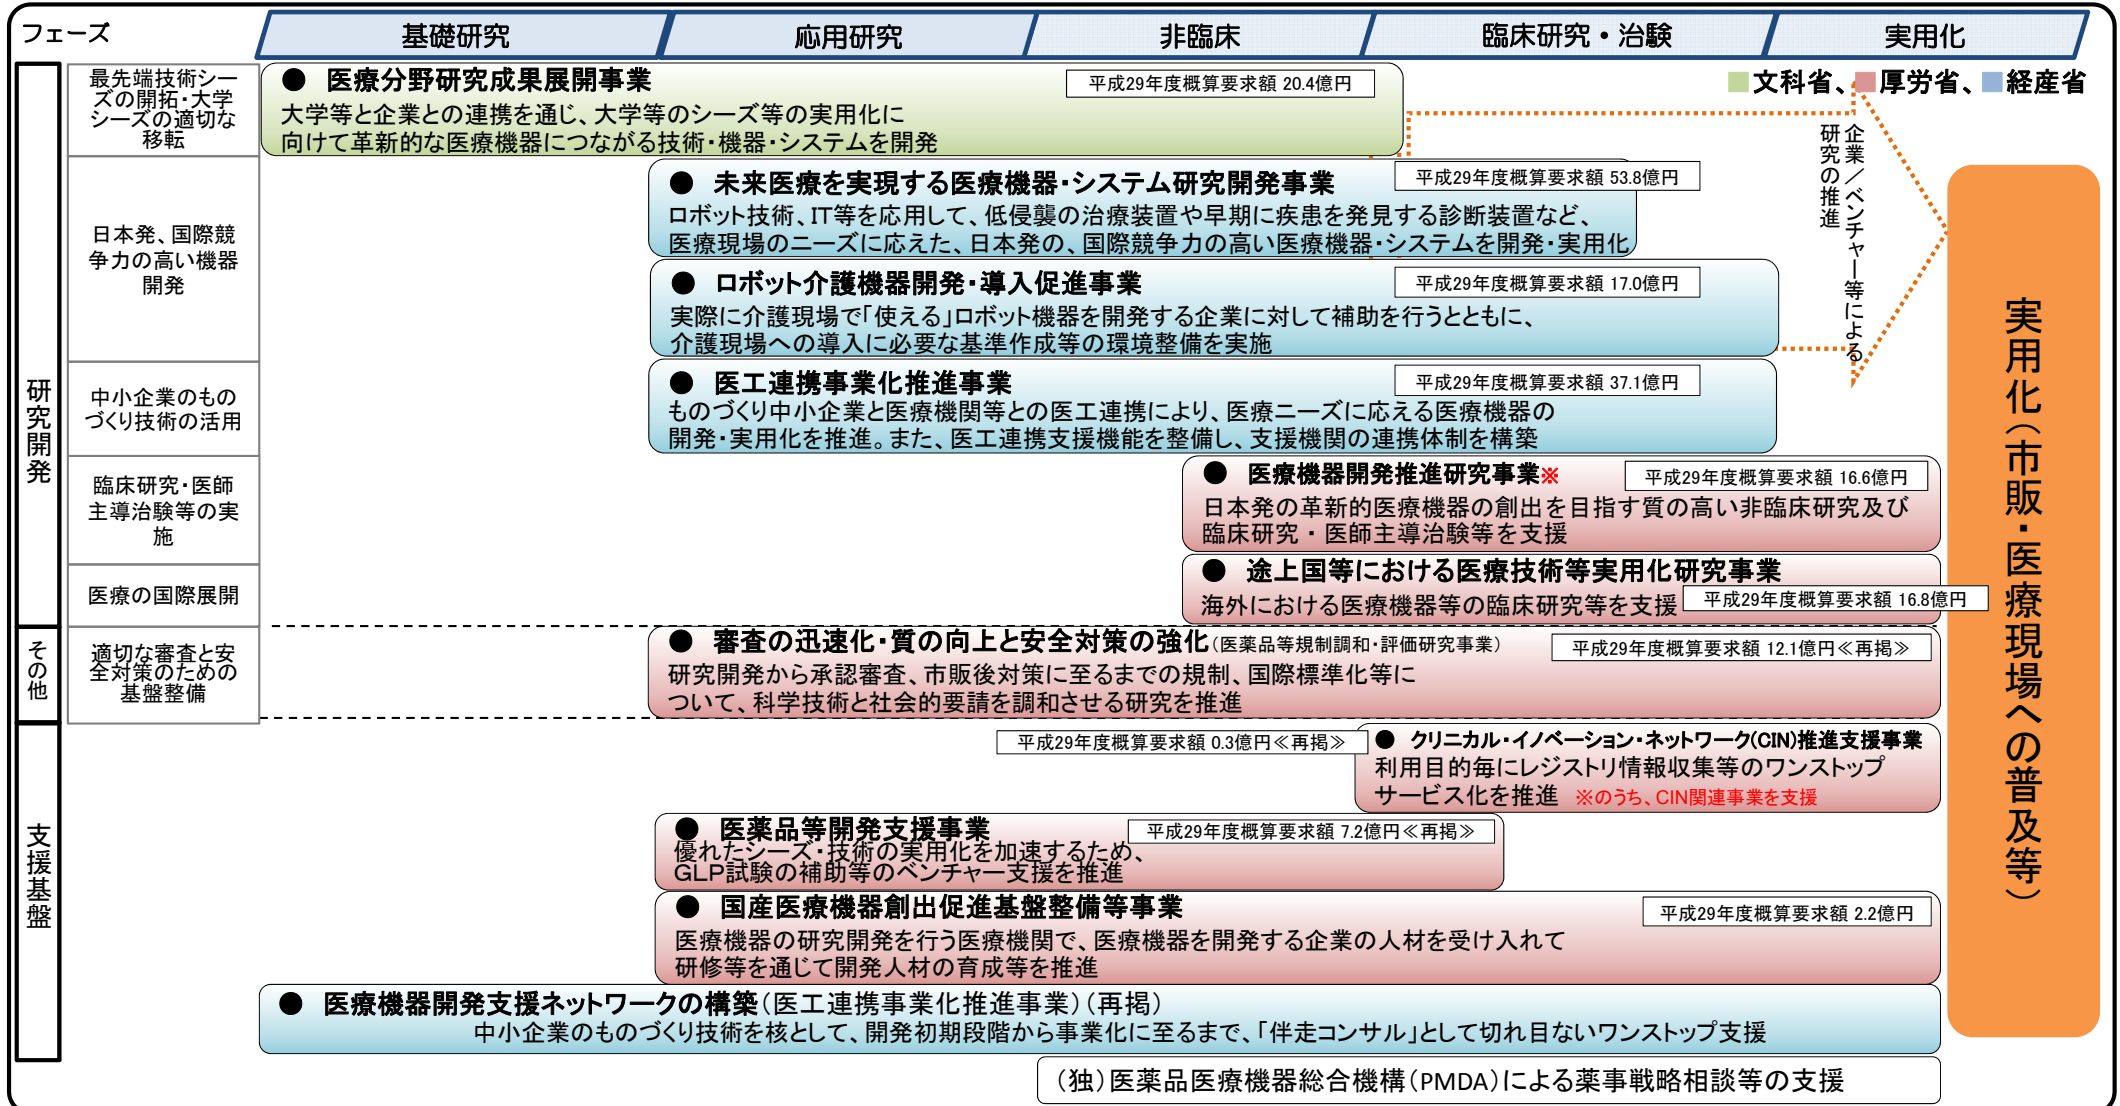 フェーズ
基礎研究
応用研究
非臨床
臨床研究・治験
実用化
■文科省、■厚労省、■経産省
研究開発
最先端技術シー
ズの開拓・大学
シーズの適切な
移転
● 医療分野研究成果展開事業
平成29年度概算要求額 20.4億円
大学等と企業との連携を通じ、大学等のシーズ等の実用化に
向けて革新的な医療機器につながる技術・機器・システムを開発
企業／ベンチャー等による
研究の推進
日本発、国際競
争力の高い機器
開発
● 未来医療を実現する医療機器・システム研究開発事業
平成29年度概算要求額 53.8億円
ロボット技術、IT等を応用して、低侵襲の治療装置や早期に疾患を発見する診断装置など、
医療現場のニーズに応えた、日本発の、国際競争力の高い医療機器・システムを開発・実用化
● ロボット介護機器開発・導入促進事業
平成29年度概算要求額 17.0億円
実際に介護現場で「使える」ロボット機器を開発する企業に対して補助を行うとともに、
介護現場への導入に必要な基準作成等の環境整備を実施
中小企業のもの
づくり技術の活用
● 医工連携事業化推進事業
平成29年度概算要求額 37.1億円
ものづくり中小企業と医療機関等との医工連携により、医療ニーズに応える医療機器の
開発・実用化を推進。また、医工連携支援機能を整備し、支援機関の連携体制を構築
臨床研究・医師
主導治験等の実
施
● 医療機器開発推進研究事業※
平成29年度概算要求額 16.6億円
日本発の革新的医療機器の創出を目指す質の高い非臨床研究及び
臨床研究・医師主導治験等を支援
医療の国際展開
● 途上国等における医療技術等実用化研究事業
海外における医療機器等の臨床研究等を支援
平成29年度概算要求額 16.8億円
その他
適切な審査と安
全対策のための
基盤整備
● 審査の迅速化・質の向上と安全対策の強化(医薬品等規制調和・評価研究事業)
平成29年度概算要求額 12.1億円≪再掲≫
研究開発から承認審査、市販後対策に至るまでの規制、国際標準化等に
ついて、科学技術と社会的要請を調和させる研究を推進
支援基盤
平成29年度概算要求額 0.3億円≪再掲≫
● クリニカル・イノベーション・ネットワーク(CIN)推進支援事業
利用目的毎にレジストリ情報収集等のワンストップ
サービス化を推進 ※のうち、CIN関連事業を支援
● 医薬品等開発支援事業
平成29年度概算要求額 7.2億円≪再掲≫
優れたシーズ・技術の実用化を加速するため、
GLP試験の補助等のベンチャー支援を推進
● 国産医療機器創出促進基盤整備等事業
平成29年度概算要求額 2.2億円
医療機器の研究開発を行う医療機関で、医療機器を開発する企業の人材を受け入れて
研修等を通じて開発人材の育成等を推進
● 医療機器開発支援ネットワークの構築(医工連携事業化推進事業)(再掲)
中小企業のものづくり技術を核として、開発初期段階から事業化に至るまで、「伴走コンサル」として切れ目ないワンストップ支援
(独)医薬品医療機器総合機構(PMDA)による薬事戦略相談等の支援
実用化(市販・医療現場への普及等)